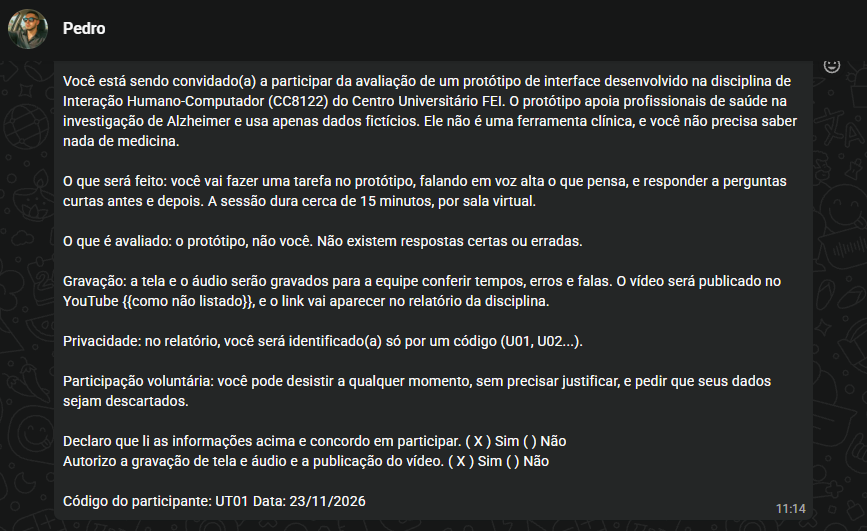 Pedro
Você está sendo convidado(a) a participar da avaliação de um protótipo de interface desenvolvido na disciplina de
Interação Humano-Computador (CC8122) do Centro Universitário FEI. O protótipo apoia profissionais de saúde na
investigação de Alzheimer e usa apenas dados fictícios. Ele não é uma ferramenta clínica, e você não precisa saber
nada de medicina.
O que será feito: você vai fazer uma tarefa no protótipo, falando em voz alta o que pensa, e responder a perguntas
curtas antes e depois. A sessão dura cerca de 15 minutos, por sala virtual.
O que é avaliado: o protótipo, não você. Não existem respostas certas ou erradas.
Gravação: a tela e o áudio serão gravados para a equipe conferir tempos, erros e falas. O vídeo será publicado no
YouTube {{como não listado}}, e o link vai aparecer no relatório da disciplina.
Privacidade: no relatório, você será identificado(a) só por um código (U01, U02...).
Participação voluntária: você pode desistir a qualquer momento, sem precisar justificar, e pedir que seus dados
sejam descartados.
Declaro que li as informações acima e concordo em participar. ( X ) Sim ( ) Não
Autorizo a gravação de tela e áudio e a publicação do vídeo. ( X ) Sim ( ) Não
Código do participante: UT01 Data: 23/11/2026
11:14